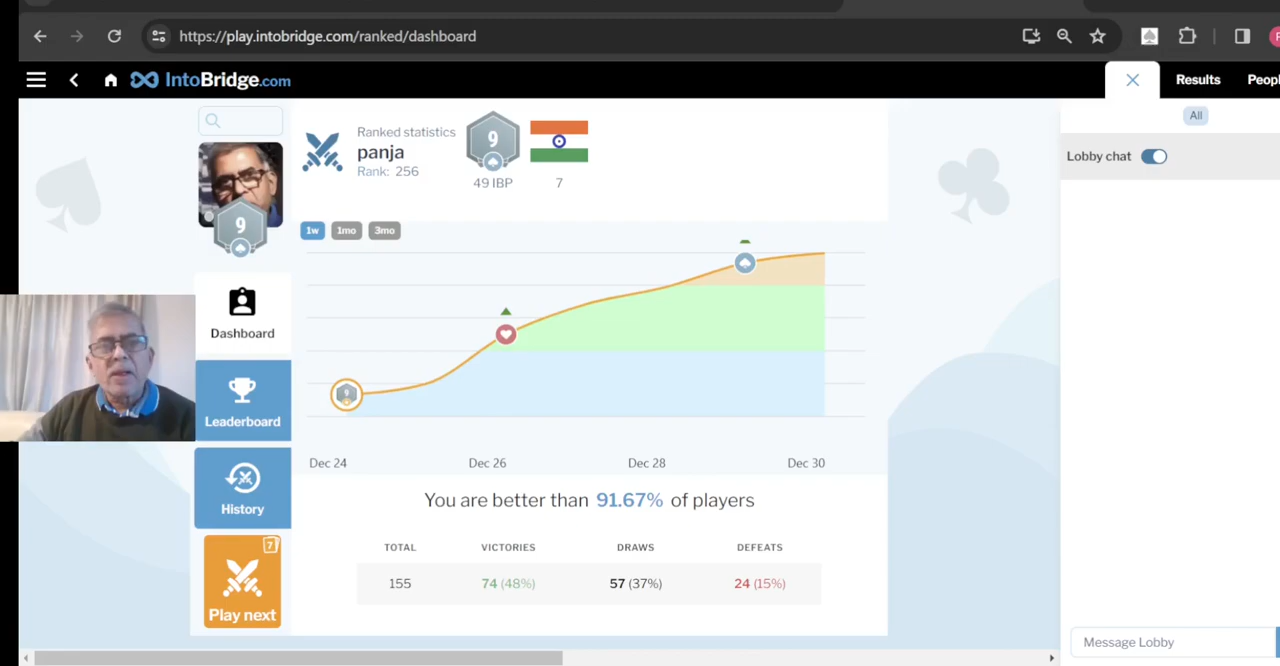 https://play.intobridge.com/ranked/dashboard
IntoBridge.com
Results
All
Lobby chat
Ranked statistics
panja
Rank: 256
9
49 IBP
7
9
1w
1mo
3mo
Dashboard
Leaderboard
History
7
Play next
9
Dec 24
Dec 26
Dec 28
Dec 30
You are better than 91.67% of players
TOTAL VICTORIES DRAWS DEFEATS
155 74 (48%) 57 (37%) 24 (15%)
Message Lobby